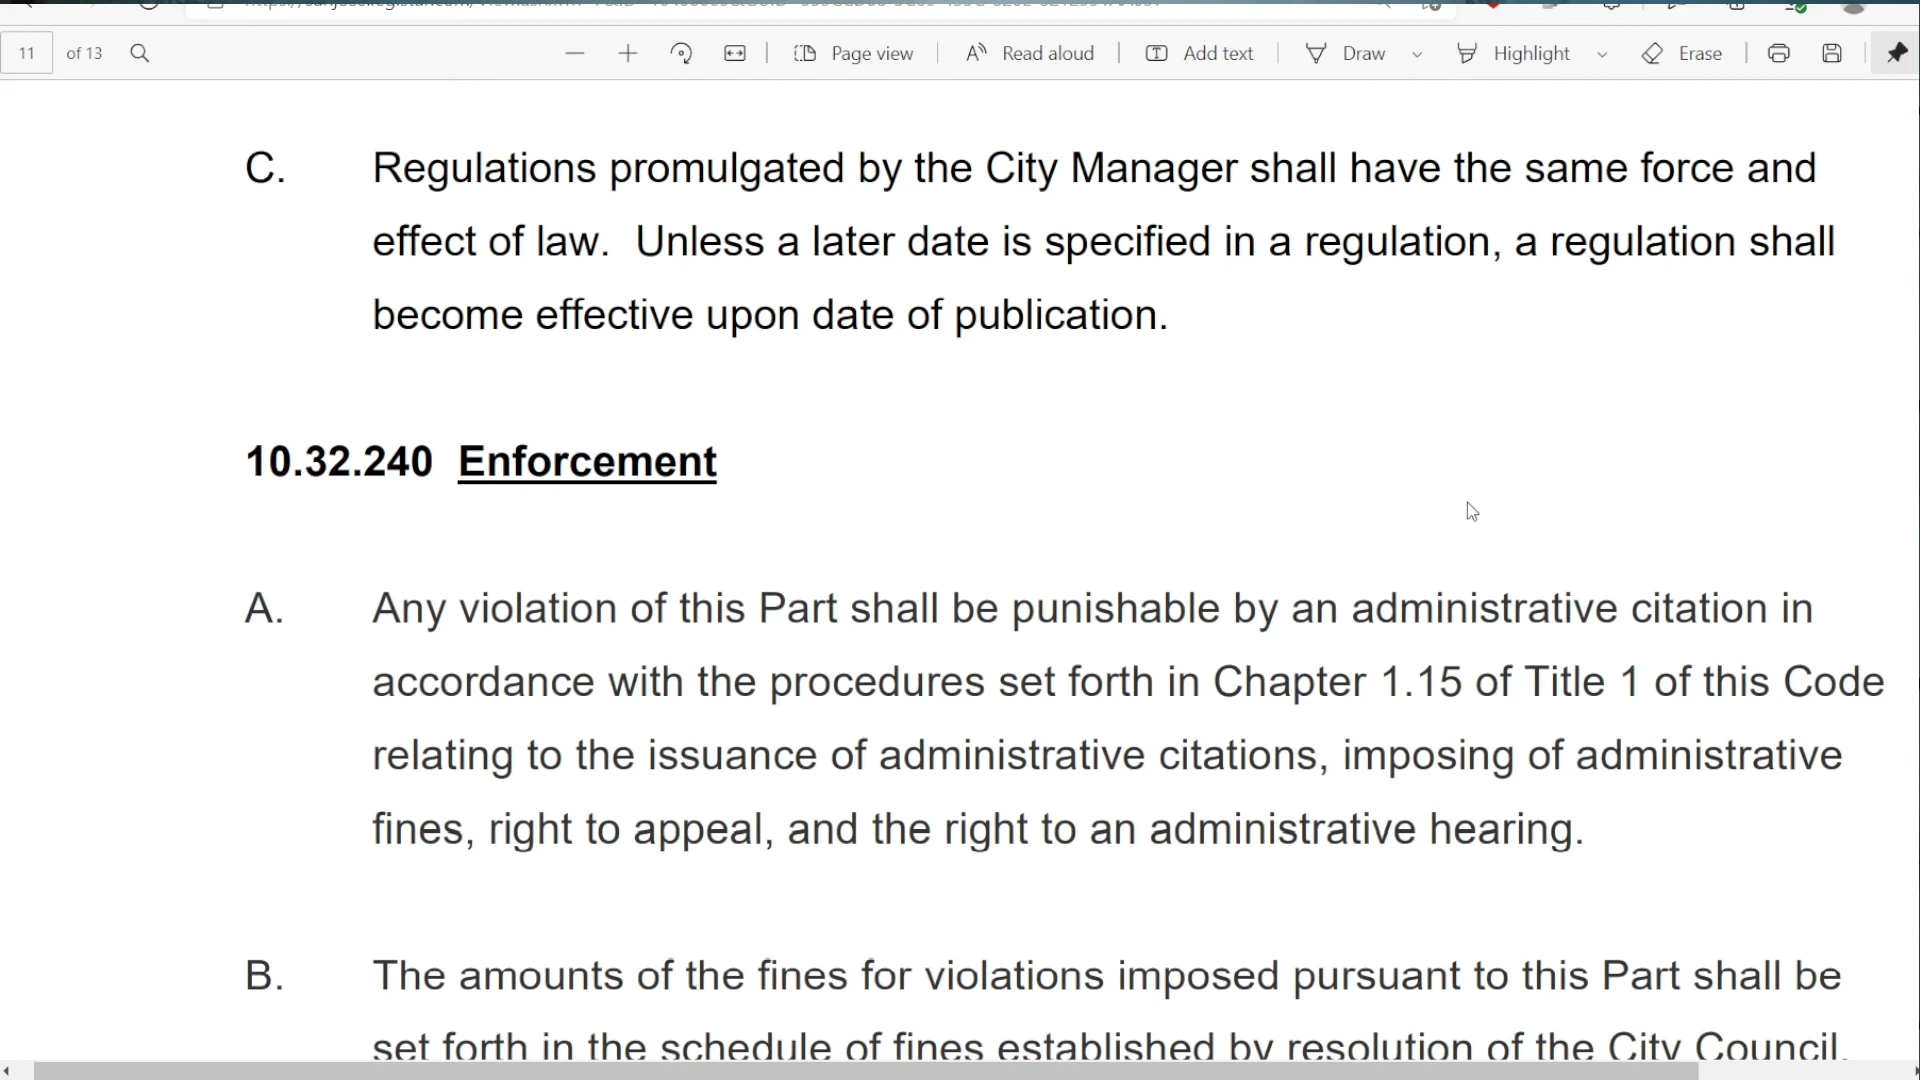 11 of 13 Page view Read aloud Add text Draw Highlight Erase
C. Regulations promulgated by the City Manager shall have the same force and
effect of law. Unless a later date is specified in a regulation, a regulation shall
become effective upon date of publication.
10.32.240 Enforcement
A. Any violation of this Part shall be punishable by an administrative citation in
accordance with the procedures set forth in Chapter 1.15 of Title 1 of this Code
relating to the issuance of administrative citations, imposing of administrative
fines, right to appeal, and the right to an administrative hearing.
B. The amounts of the fines for violations imposed pursuant to this Part shall be
set forth in the schedule of fines established by resolution of the City Council.